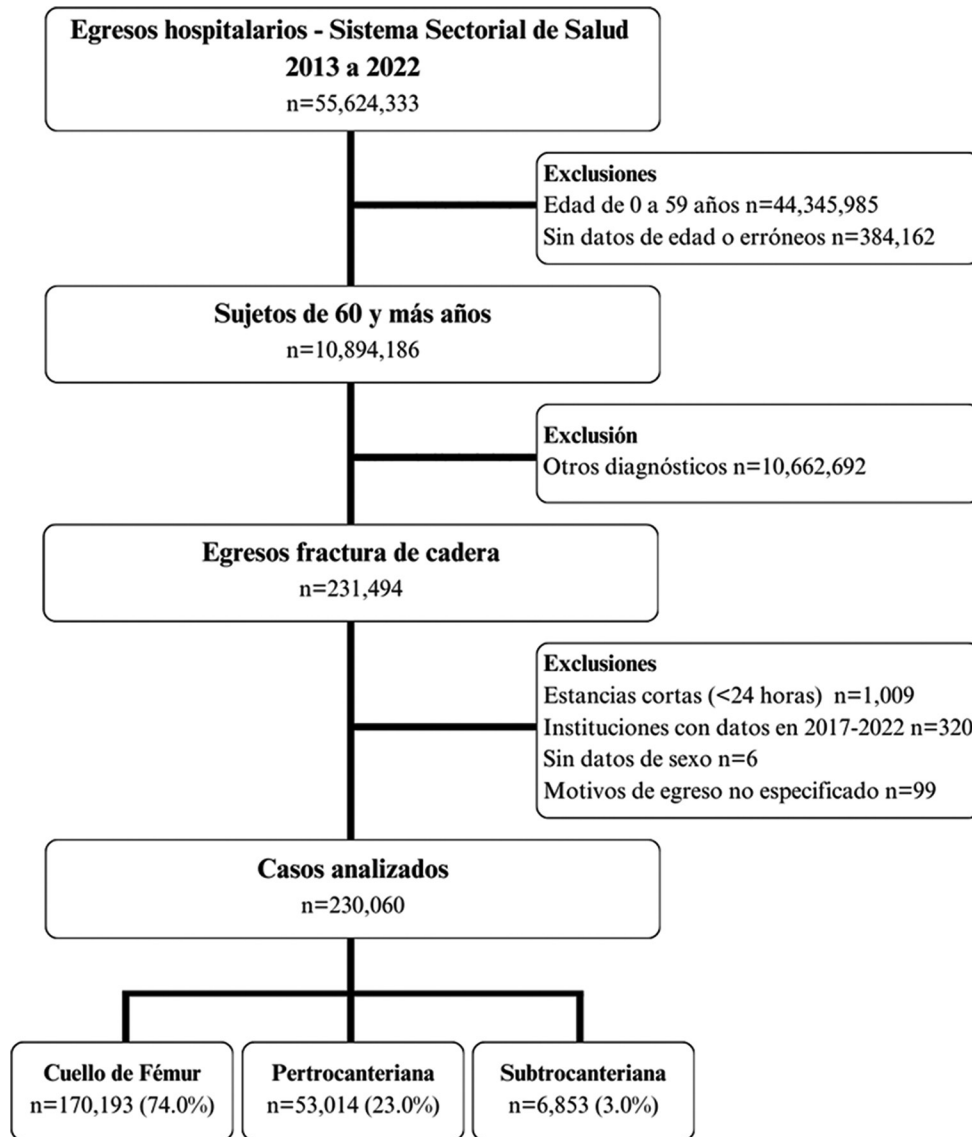 Egresos hospitalarios - Sistema Sectorial de Salud
2013 a 2022
n=55,624,333
Exclusiones
Edad de 0 a 59 años n=44,345,985
Sin datos de edad o erróneos n=384,162
Sujetos de 60 y más años
n=10,894,186
Exclusión
Otros diagnósticos n=10,662,692
Egresos fractura de cadera
n=231,494
Exclusiones
Estancias cortas (<24 horas) n=1,009
Instituciones con datos en 2017-2022 n=320
Sin datos de sexo n=6
Motivos de egreso no especificado n=99
Casos analizados
n=230,060
Cuello de Fémur
n=170,193 (74.0%)
Pertrocanteriana
n=53,014 (23.0%)
Subtrocanteriana
n=6,853 (3.0%)